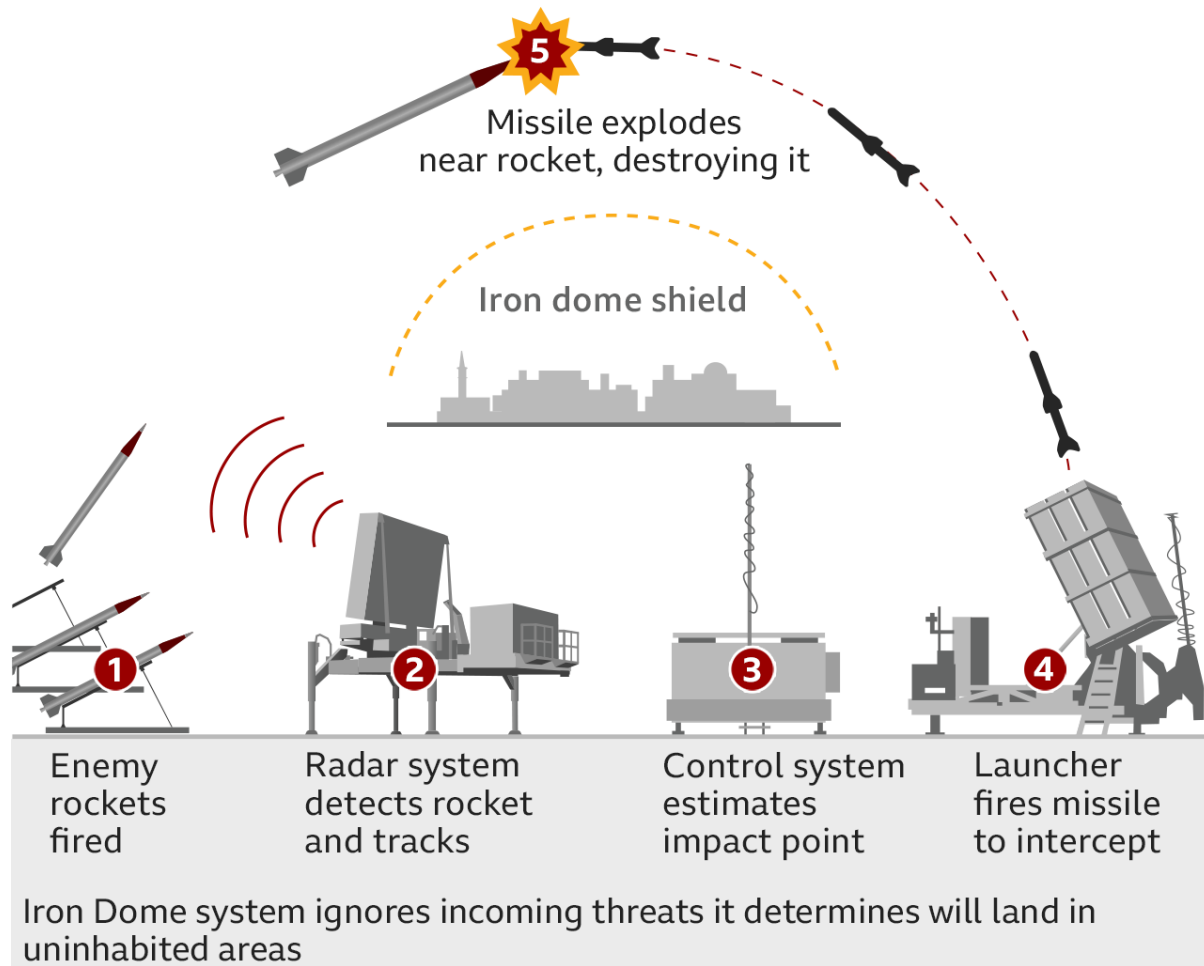 5
Missile explodes
near rocket, destroying it
Iron dome shield
1
2
3
4
Enemy
rockets
fired
Radar system
detects rocket
and tracks
Control system
estimates
impact point
Launcher
fires missile
to intercept
Iron Dome system ignores incoming threats it determines will land in
uninhabited areas